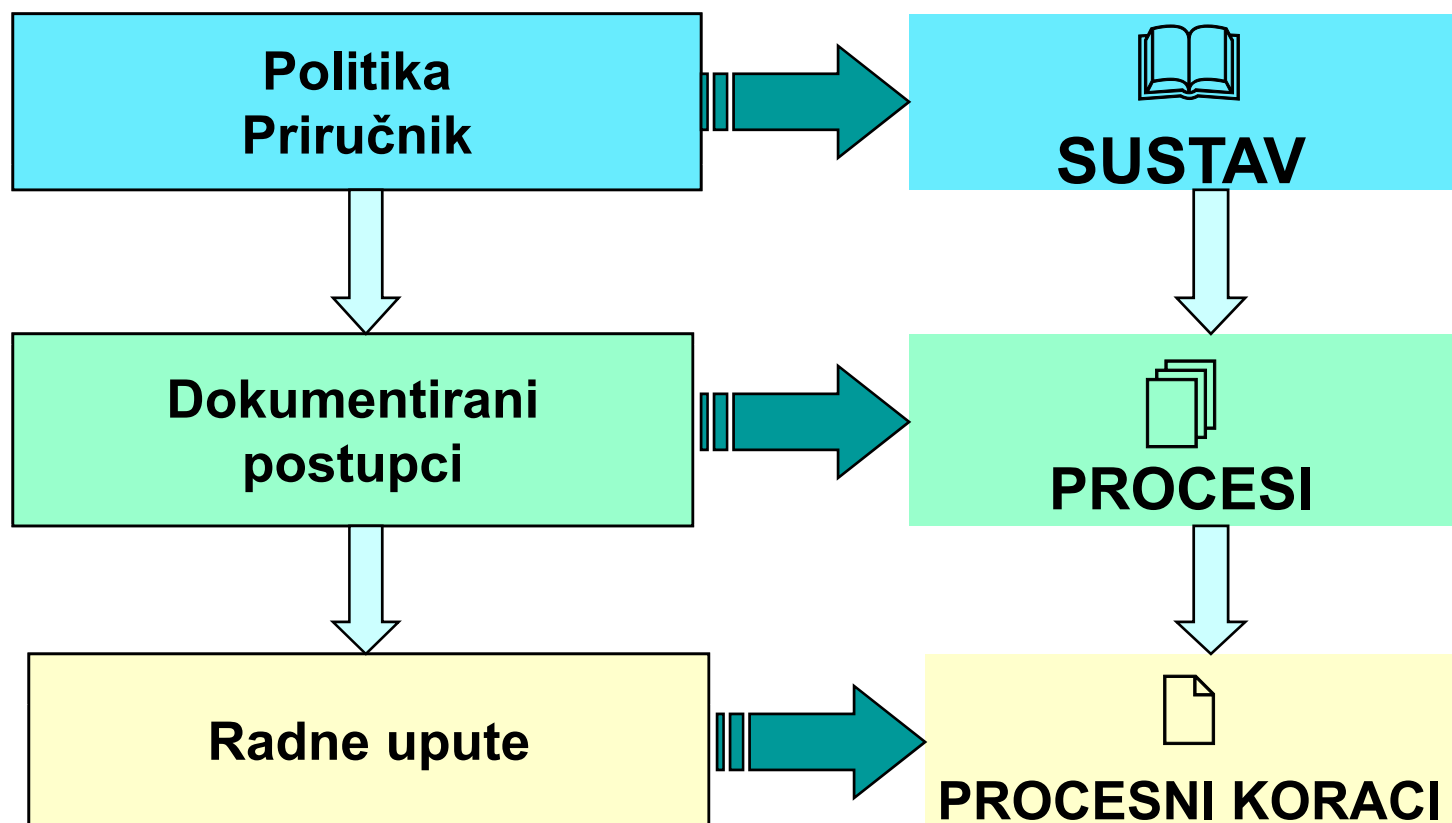 Politika
Priručnik
SUSTAV
Dokumentirani
postupci
PROCESI
Radne upute
PROCESNI KORACI